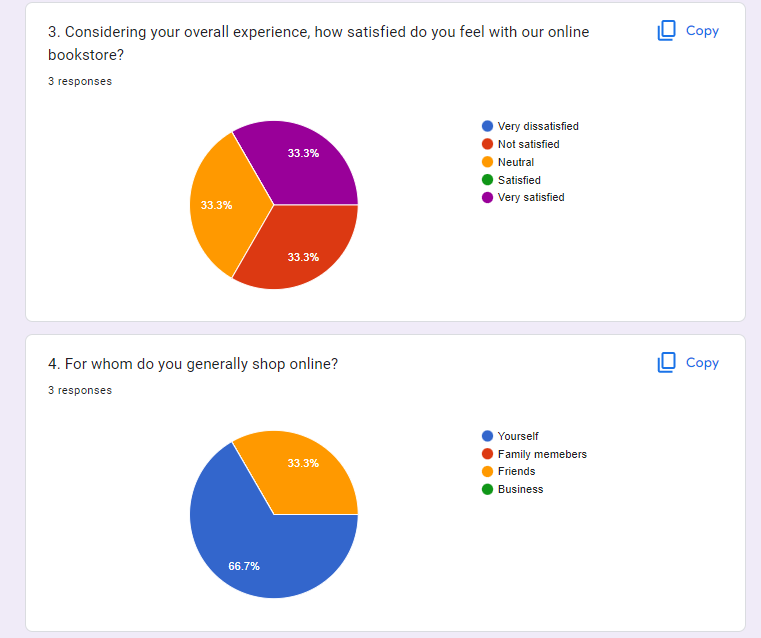 3. Considering your overall experience, how satisfied do you feel with our online
bookstore?
Copy
3 responses
33.3%
33.3%
33.3%
Very dissatisfied
Not satisfied
Neutral
Satisfied
Very satisfied
4. For whom do you generally shop online?
Copy
3 responses
33.3%
66.7%
Yourself
Family memebers
Friends
Business